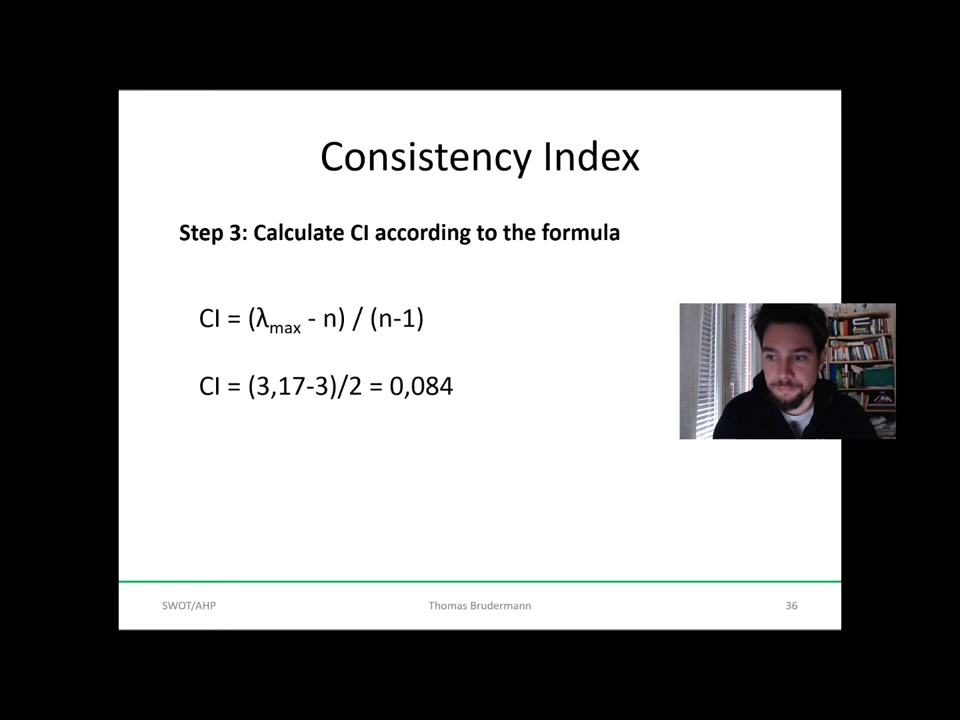 Consistency Index
Step 3: Calculate CI according to the formula
CI = (λmax - n) / (n-1)
CI = (3,17-3)/2 = 0,084
SWOT/AHP
Thomas Brudermann
36